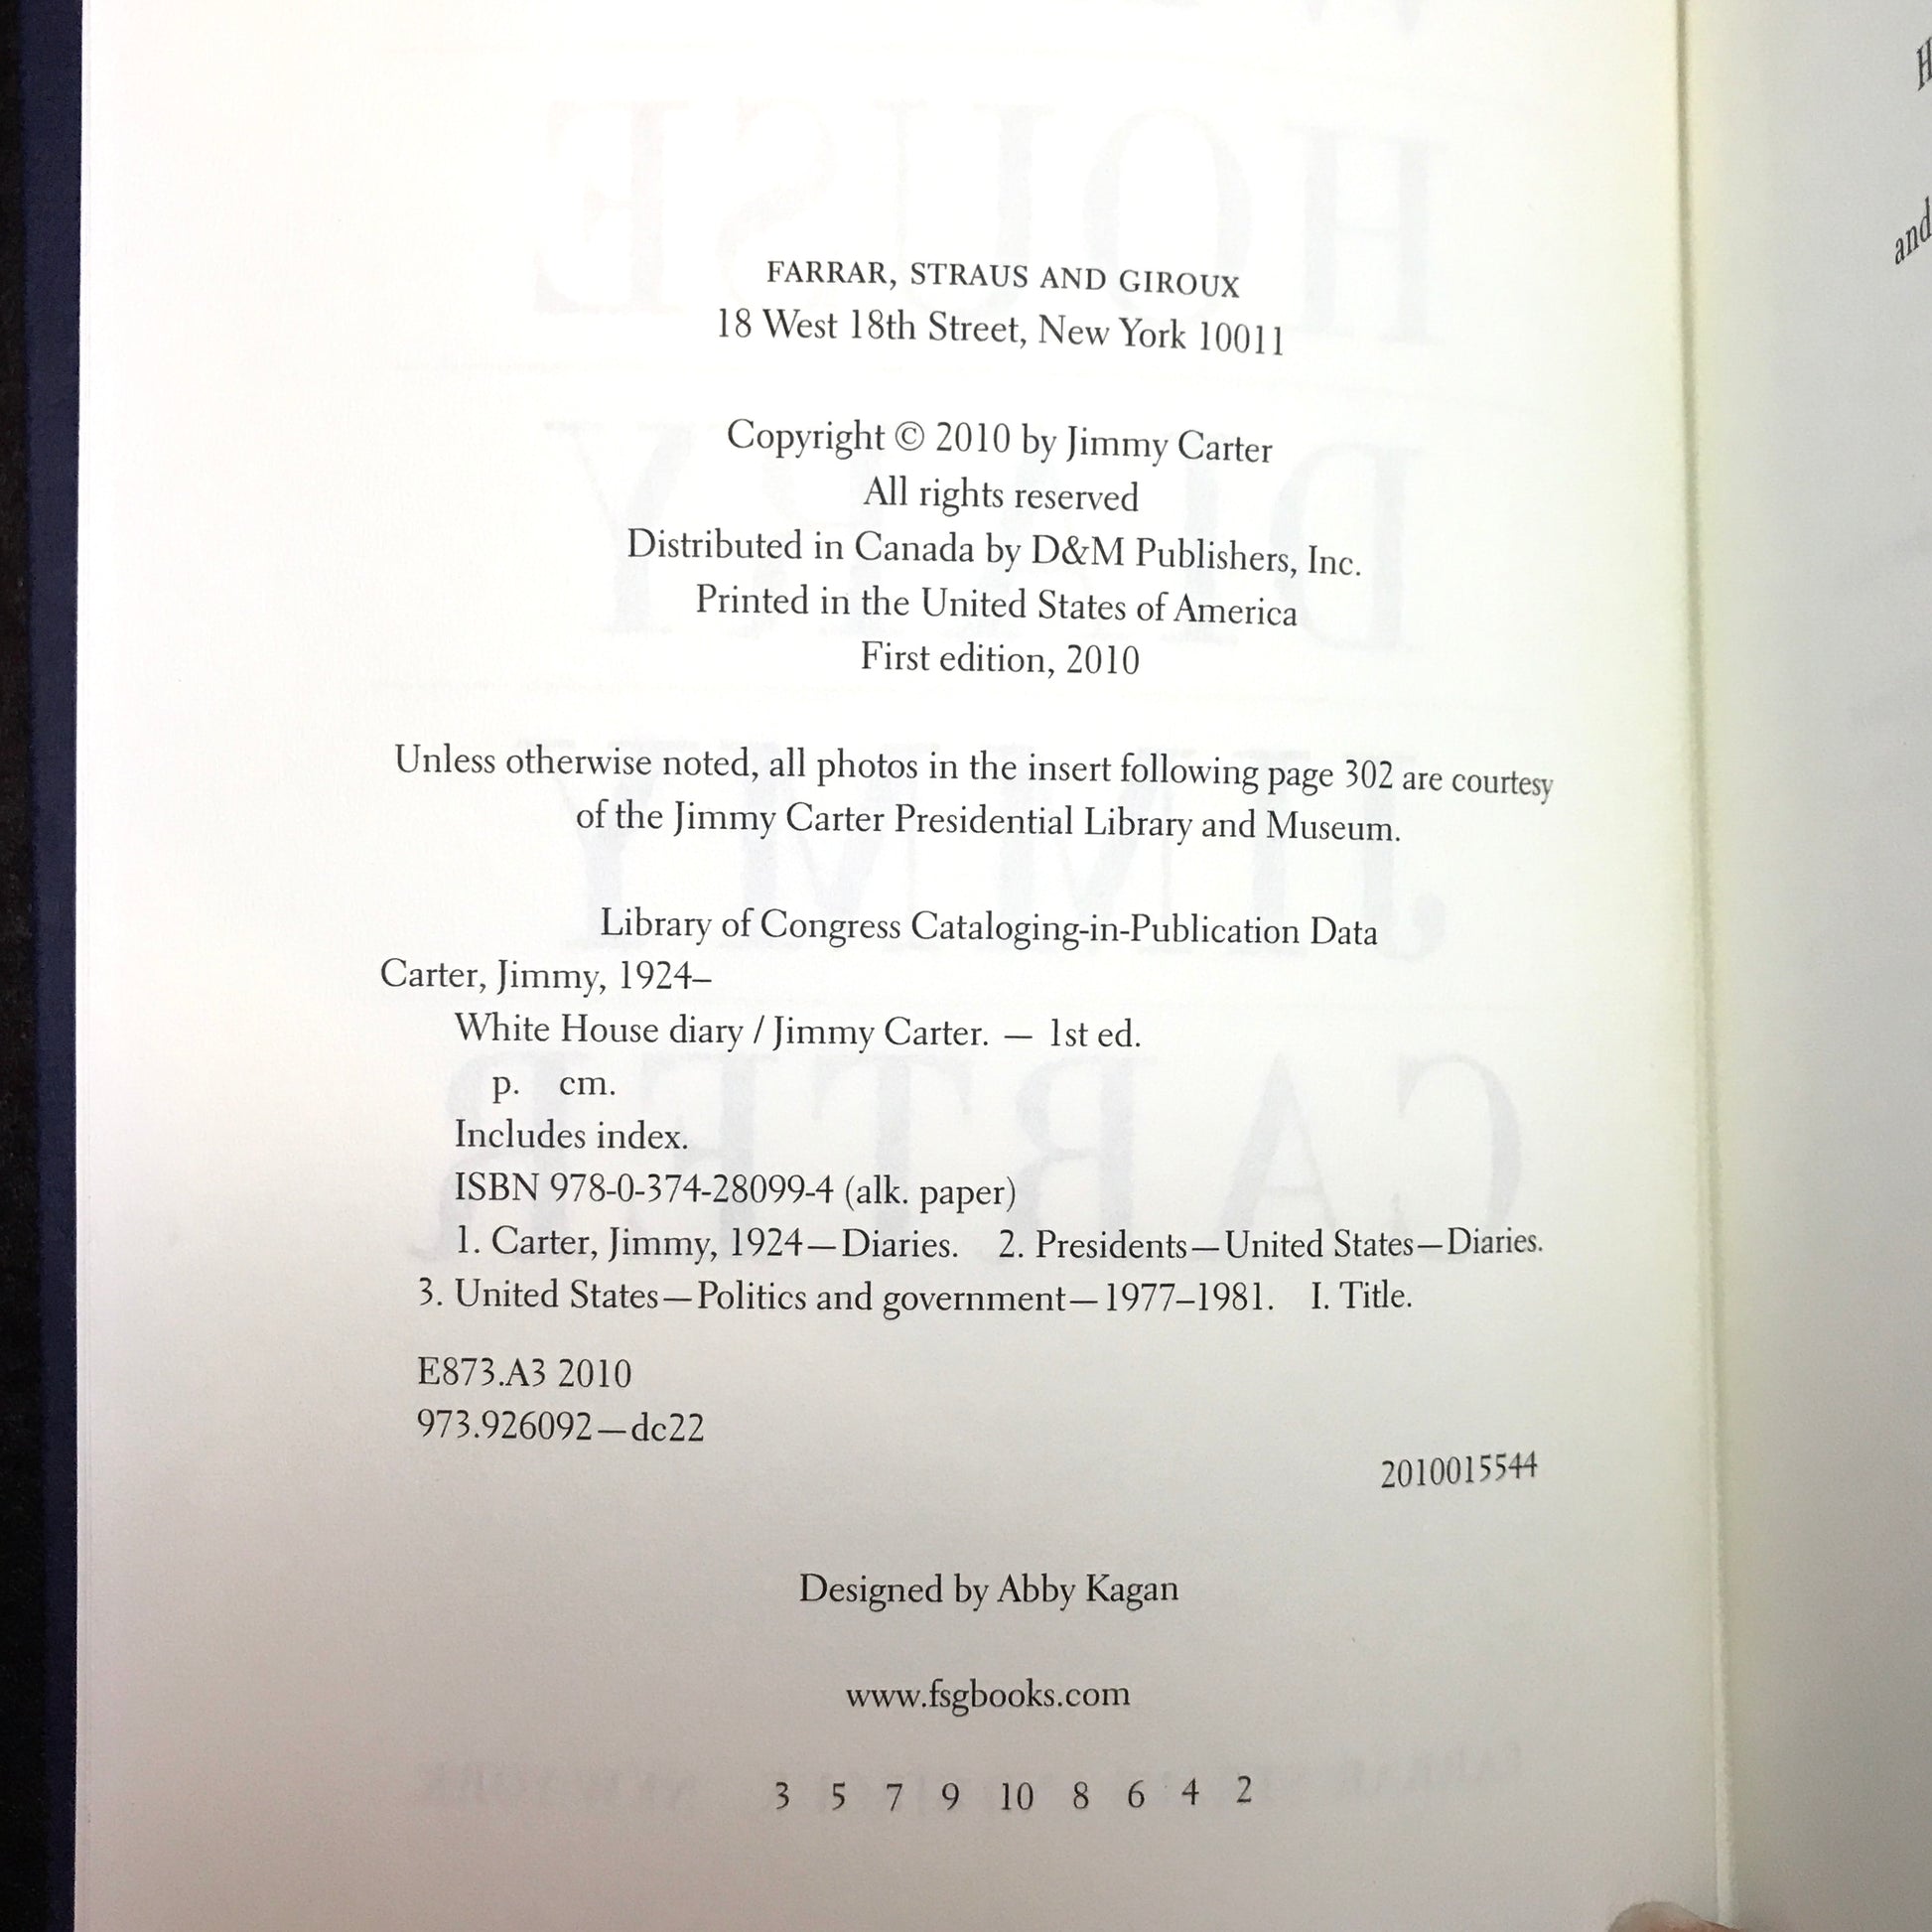 FARRAR, STRAUS AND GIROUX
18 West 18th Street, New York 10011
Copyright © 2010 by Jimmy Carter
All rights reserved
Distributed in Canada by D&M Publishers, Inc.
Printed in the United States of America
First edition, 2010
Unless otherwise noted, all photos in the insert following page 302 are courtesy
of the Jimmy Carter Presidential Library and Museum.
Library of Congress Cataloging-in-Publication Data
Carter, Jimmy, 1924–
White House diary / Jimmy Carter. — 1st ed.
p. cm.
Includes index.
ISBN 978-0-374-28099-4 (alk. paper)
1. Carter, Jimmy, 1924—Diaries. 2. Presidents—United States—Diaries.
3. United States—Politics and government—1977–1981. I. Title.
E873.A3 2010
973.926092—dc22
2010015544
Designed by Abby Kagan
www.fsgbooks.com
3 5 7 9 10 8 6 4 2
and